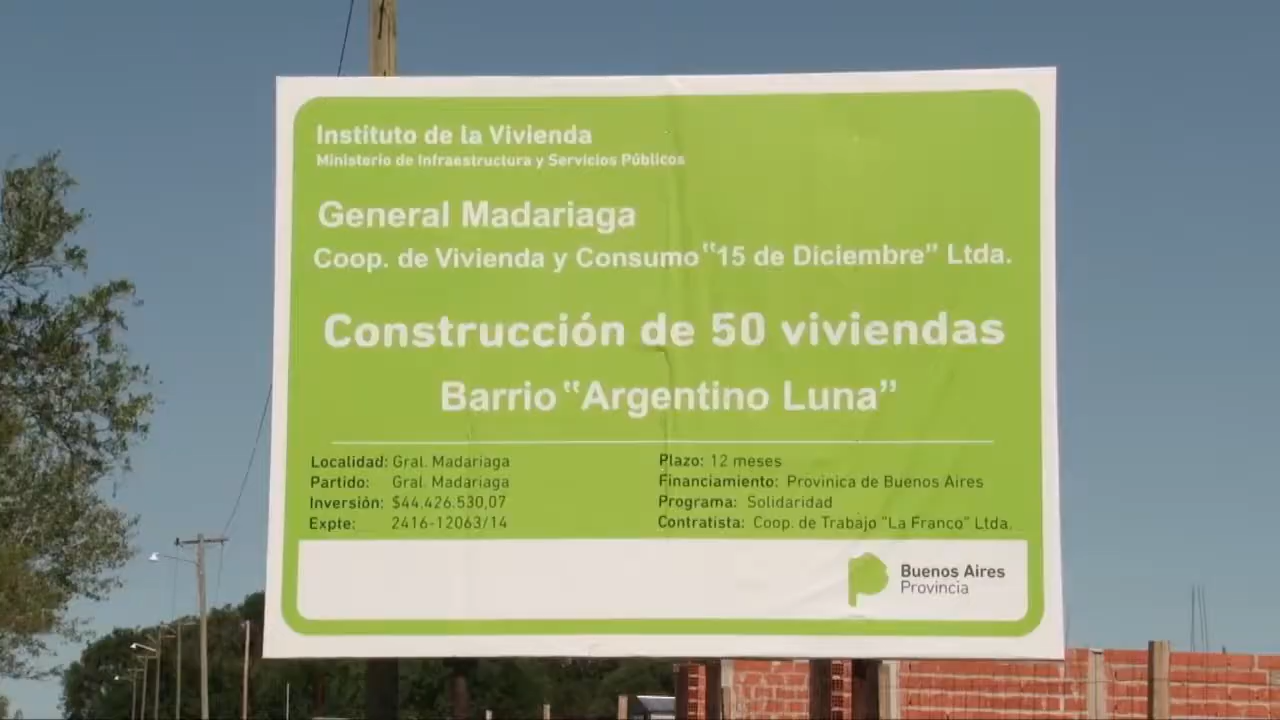 Instituto de la Vivienda
Ministerio de Infraestructura y Servicios Públicos
General Madariaga
Coop. de Vivienda y Consumo "15 de Diciembre" Ltda.
Construcción de 50 viviendas
Barrio "Argentino Luna"
Localidad: Gral. Madariaga
Partido: Gral. Madariaga
Inversión: $44.426.530,07
Expte: 2416-12063/14
Plazo: 12 meses
Financiamiento: Provinica de Buenos Aires
Programa: Solidaridad
Contratista: Coop. de Trabajo "La Franco" Ltda.
Buenos Aires
Provincia